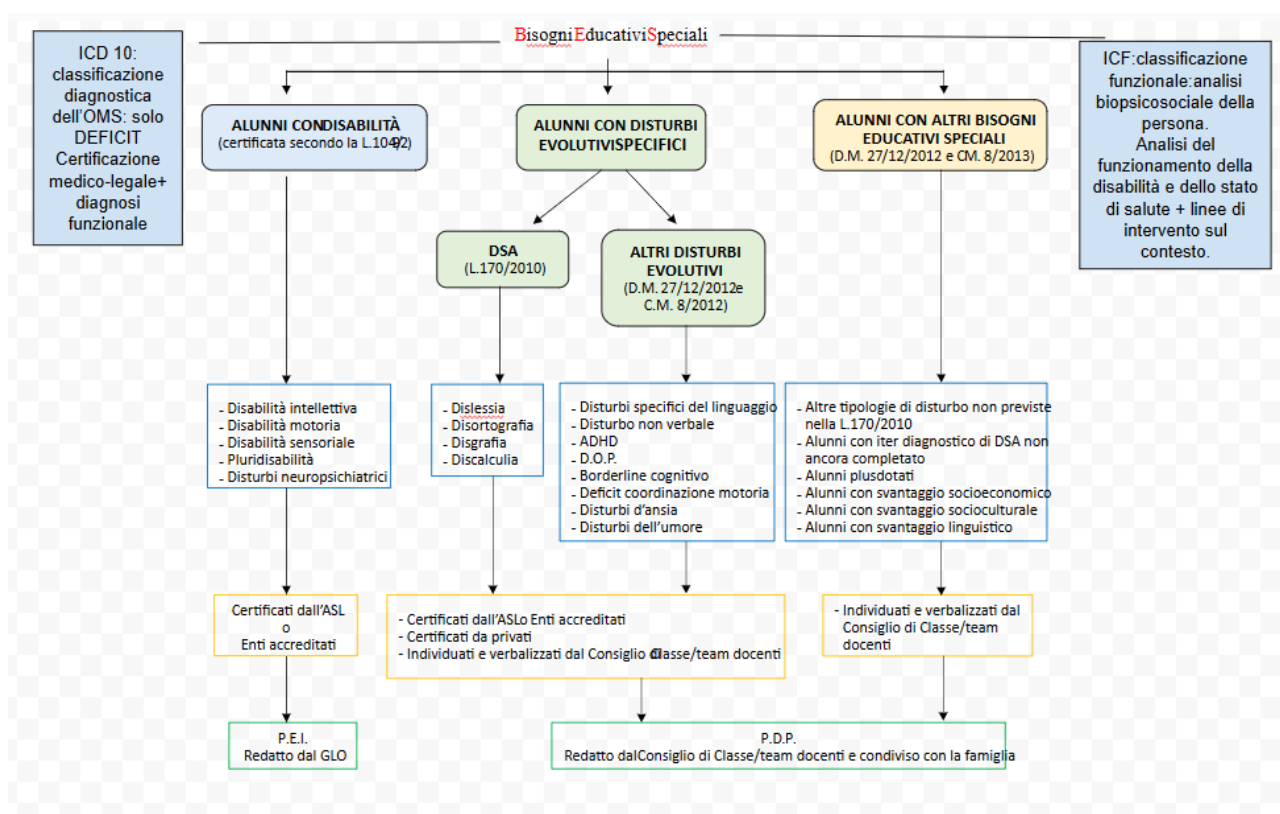 BisogniEducativiSpeciali
ICD 10:
classificazione
diagnostica
dell'OMS: solo
DEFICIT
Certificazione
medico-legale+
diagnosi
funzionale
ICF:classificazione
funzionale:analisi
biopsicosociale della
persona.
Analisi del
funzionamento della
disabilità e dello stato
di salute + linee di
intervento sul
contesto.
ALUNNI CONDISABILITÀ
(certificata secondo la L.104/92)
ALUNNI CON DISTURBI
EVOLUTIVISPECIFICI
ALUNNI CON ALTRI BISOGNI
EDUCATIVI SPECIALI
(D.M. 27/12/2012 e CM. 8/2013)
DSA
(L.170/2010)
ALTRI DISTURBI
EVOLUTIVI
(D.M. 27/12/2012e
C.M. 8/2012)
- Disabilità intellettiva
- Disabilità motoria
- Disabilità sensoriale
- Pluridisabilità
- Disturbi neuropsichiatrici
- Dislessia
- Disortografia
- Disgrafia
- Discalculia
- Disturbi specifici del linguaggio
- Disturbo non verbale
- ADHD
- D.O.P.
- Borderline cognitivo
- Deficit coordinazione motoria
- Disturbi d'ansia
- Disturbi dell'umore
- Altre tipologie di disturbo non previste
nella L.170/2010
- Alunni con iter diagnostico di DSA non
ancora completato
- Alunni plusdotati
- Alunni con svantaggio socioeconomico
- Alunni con svantaggio socioculturale
- Alunni con svantaggio linguistico
Certificati dall'ASL
o
Enti accreditati
- Certificati dall'ASLo Enti accreditati
- Certificati da privati
- Individuati e verbalizzati dal Consiglio di Classe/team docenti
- Individuati e verbalizzati dal
Consiglio di Classe/team
docenti
P.E.I.
Redatto dal GLO
P.D.P.
Redatto dalConsiglio di Classe/team docenti e condiviso con la famiglia